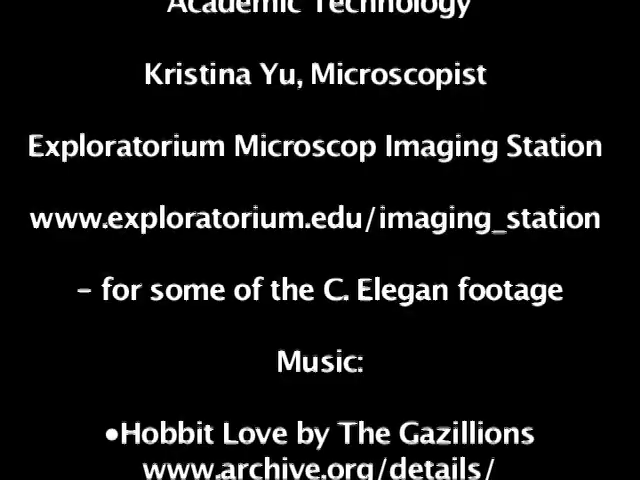 Academic Technology
Kristina Yu, Microscopist
Exploratorium Microscop Imaging Station
www.exploratorium.edu/imaging_station
- for some of the C. Elegan footage
Music:
•Hobbit Love by The Gazillions
www.archive.org/details/